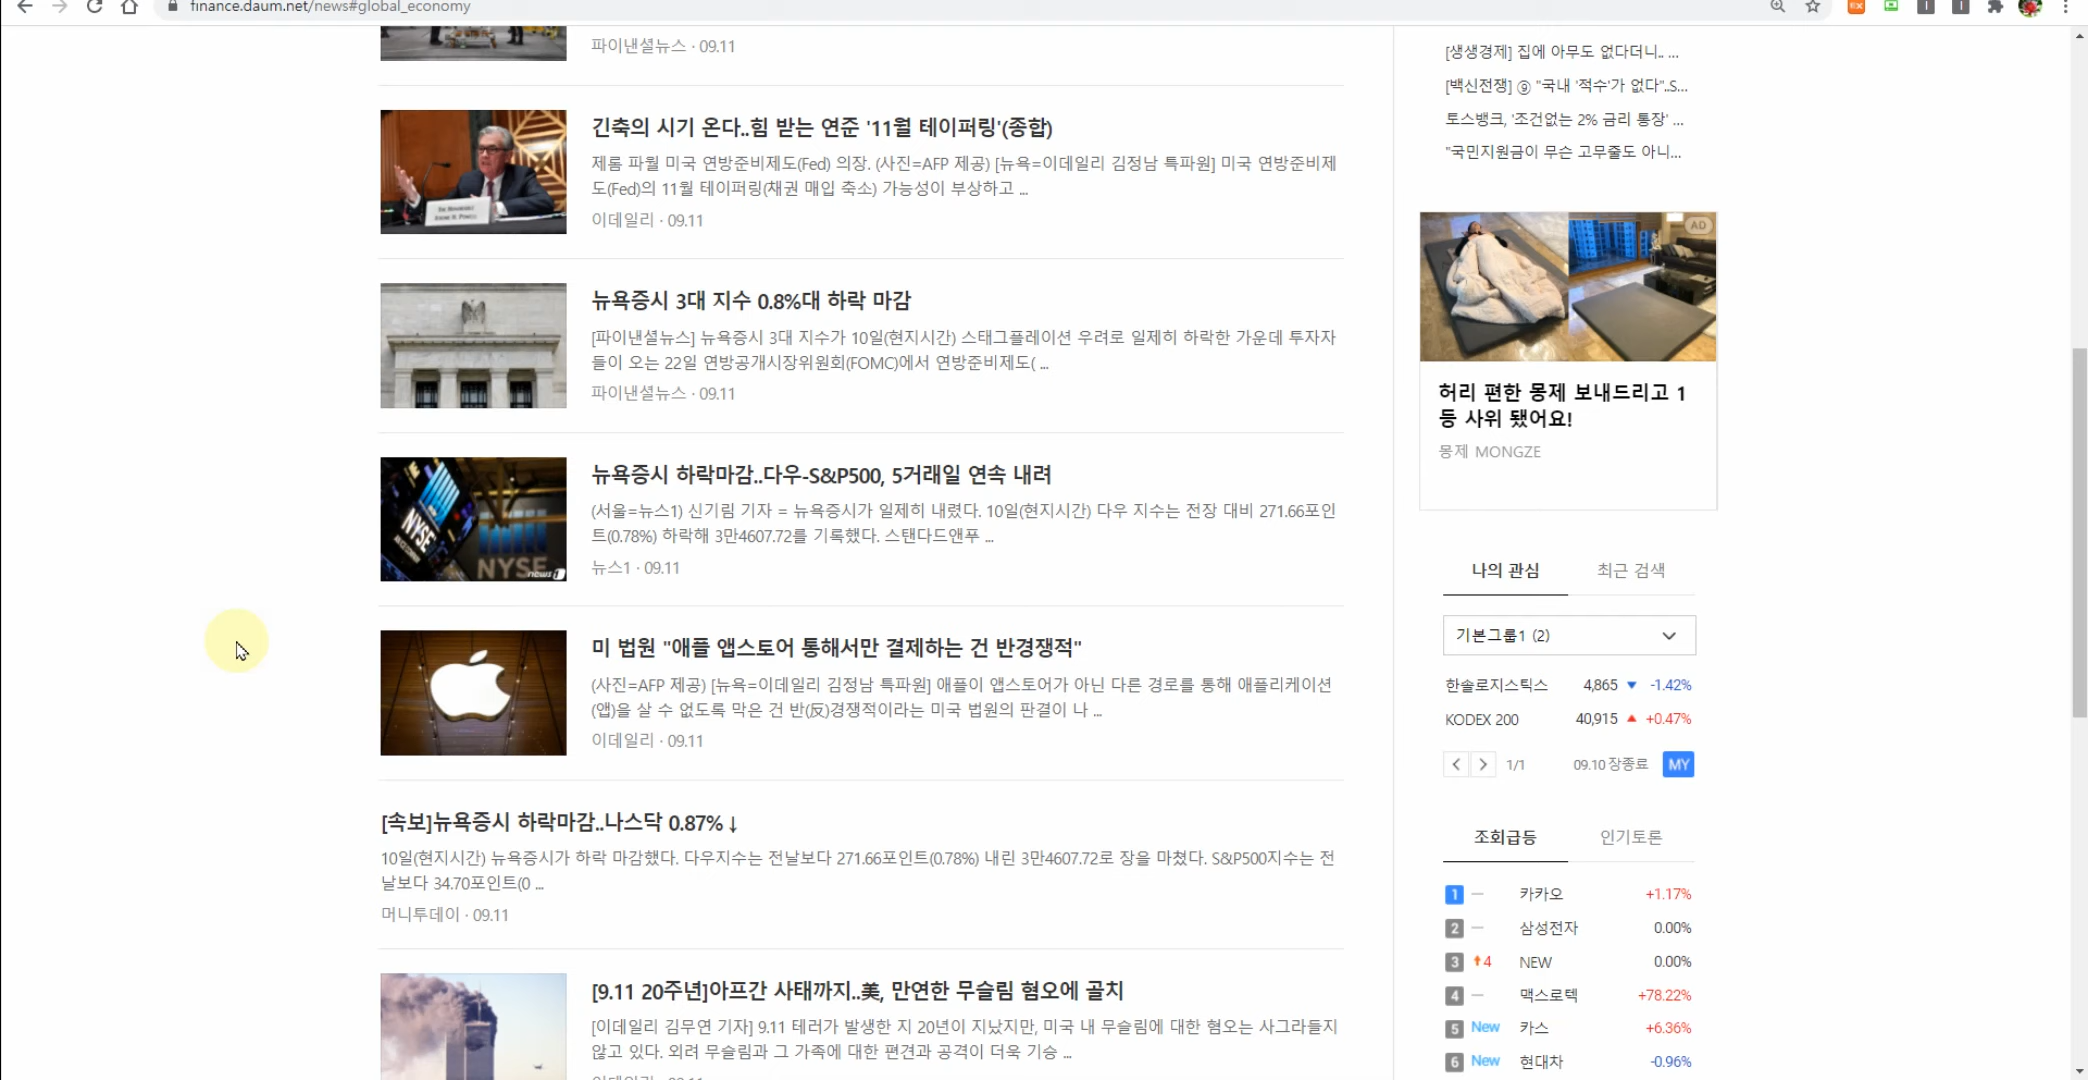 finance.daum.net/news#global_economy
파이낸셜뉴스 · 09.11
긴축의 시기 온다..힘 받는 연준 '11월 테이퍼링'(종합)
제롬 파월 미국 연방준비제도(Fed) 의장. (사진=AFP 제공) [뉴욕=이데일리 김정남 특파원] 미국 연방준비제
도(Fed)의 11월 테이퍼링(채권 매입 축소) 가능성이 부상하고 ...
이데일리 · 09.11
뉴욕증시 3대 지수 0.8%대 하락 마감
[파이낸셜뉴스] 뉴욕증시 3대 지수가 10일(현지시간) 스태그플레이션 우려로 일제히 하락한 가운데 투자자
들이 오는 22일 연방공개시장위원회(FOMC)에서 연방준비제도( ...
파이낸셜뉴스 · 09.11
NYSE
NYSE
news1
뉴욕증시 하락마감..다우-S&P500, 5거래일 연속 내려
(서울=뉴스1) 신기림 기자 = 뉴욕증시가 일제히 내렸다. 10일(현지시간) 다우 지수는 전장 대비 271.66포인
트(0.78%) 하락해 3만4607.72를 기록했다. 스탠다드앤푸 ...
뉴스1 · 09.11
미 법원 "애플 앱스토어 통해서만 결제하는 건 반경쟁적"
(사진=AFP 제공) [뉴욕=이데일리 김정남 특파원] 애플이 앱스토어가 아닌 다른 경로를 통해 애플리케이션
(앱)을 살 수 없도록 막은 건 반(反)경쟁적이라는 미국 법원의 판결이 나 ...
이데일리 · 09.11
[속보]뉴욕증시 하락마감..나스닥 0.87%↓
10일(현지시간) 뉴욕증시가 하락 마감했다. 다우지수는 전날보다 271.66포인트(0.78%) 내린 3만4607.72로 장을 마쳤다. S&P500지수는 전
날보다 34.70포인트(0 ...
머니투데이 · 09.11
[9.11 20주년]아프간 사태까지..美, 만연한 무슬림 혐오에 골치
[이데일리 김무연 기자] 9.11 테러가 발생한 지 20년이 지났지만, 미국 내 무슬림에 대한 혐오는 사그라들지
않고 있다. 외려 무슬림과 그 가족에 대한 편견과 공격이 더욱 기승 ...
[생생경제] 집에 아무도 없다더니.. ...
[백신전쟁] ⑨ "국내 '적수'가 없다"..S...
토스뱅크, '조건없는 2% 금리 통장' ...
"국민지원금이 무슨 고무줄도 아니...
AD
허리 편한 몽제 보내드리고 1
등 사위 됐어요!
몽제 MONGZE
나의 관심 최근 검색
기본그룹1 (2)
한솔로지스틱스 4,865 ▼ -1.42%
KODEX 200 40,915 ▲ +0.47%
1/1 09.10 장종료 MY
조회급등 인기토론
1 – 카카오 +1.17%
2 – 삼성전자 0.00%
3 ↑4 NEW 0.00%
4 – 맥스로텍 +78.22%
5 New 카스 +6.36%
6 New 현대차 -0.96%